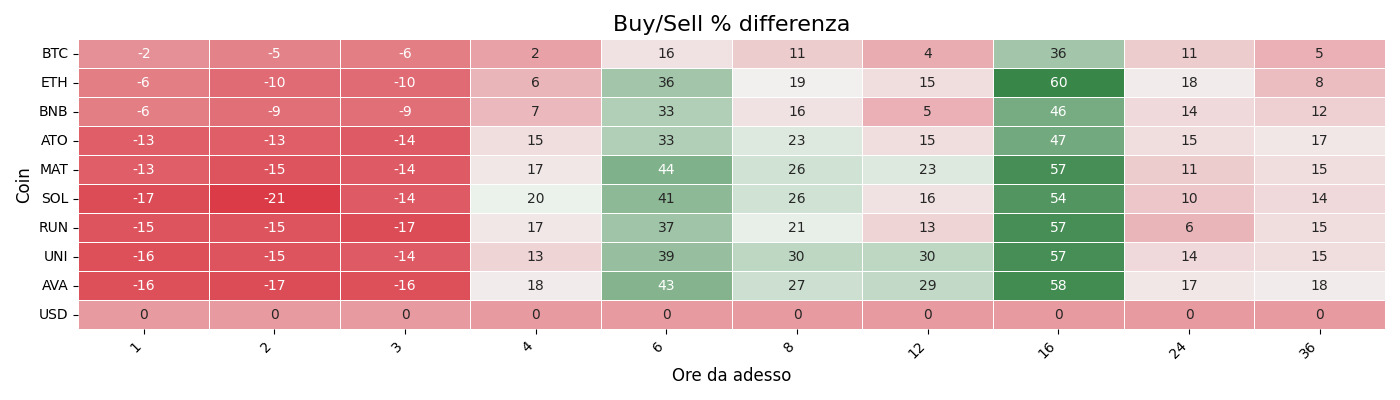 Buy/Sell % differenza
Coin
BTC -2 -5 -6 2 16 11 4 36 11 5
ETH -6 -10 -10 6 36 19 15 60 18 8
BNB -6 -9 -9 7 33 16 5 46 14 12
ATO -13 -13 -14 15 33 23 15 47 15 17
MAT -13 -15 -14 17 44 26 23 57 11 15
SOL -17 -21 -14 20 41 26 16 54 10 14
RUN -15 -15 -17 17 37 21 13 57 6 15
UNI -16 -15 -14 13 39 30 30 57 14 15
AVA -16 -17 -16 18 43 27 29 58 17 18
USD 0 0 0 0 0 0 0 0 0 0
1 2 3 4 6 8 12 16 24 36
Ore da adesso